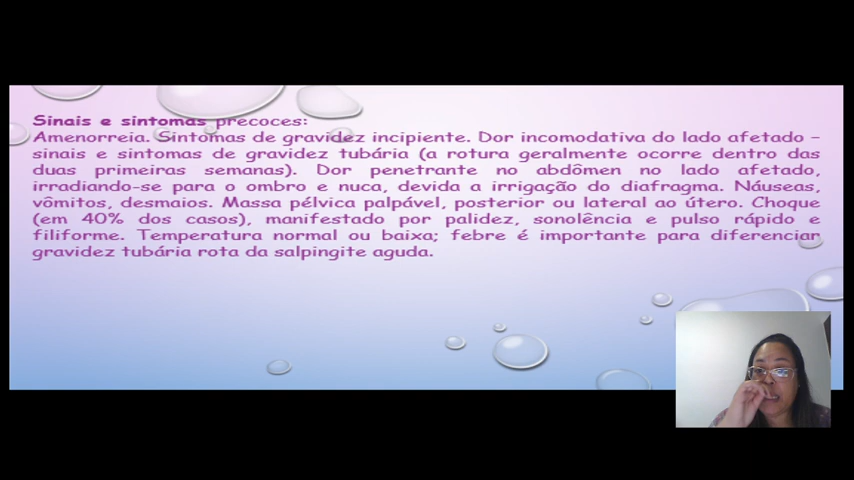 Sinais e sintomas precoces:
Amenorreia. Sintomas de gravidez incipiente. Dor incomodativa do lado afetado –
sinais e sintomas de gravidez tubária (a rotura geralmente ocorre dentro das
duas primeiras semanas). Dor penetrante no abdômen no lado afetado,
irradiando-se para o ombro e nuca, devida a irrigação do diafragma. Náuseas,
vômitos, desmaios. Massa pélvica palpável, posterior ou lateral ao útero. Choque
(em 40% dos casos), manifestado por palidez, sonolência e pulso rápido e
filiforme. Temperatura normal ou baixa; febre é importante para diferenciar
gravidez tubária rota da salpingite aguda.